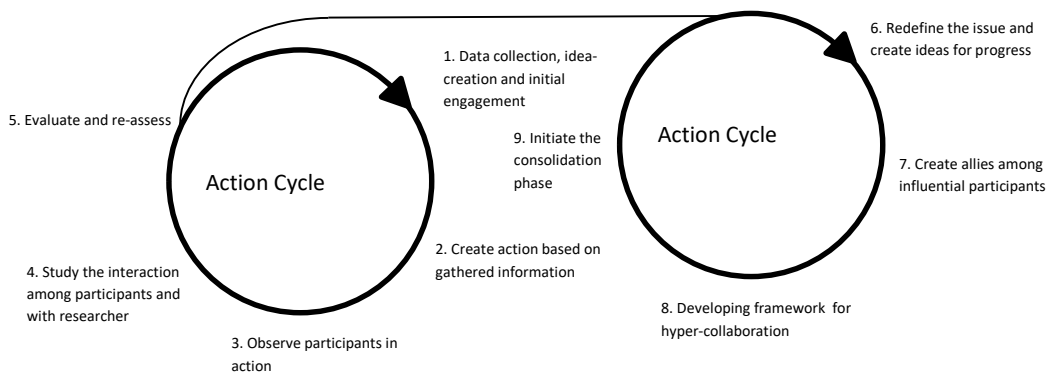 1. Data collection, idea-
creation and initial
engagement
2. Create action based on
gathered information
3. Observe participants in
action
4. Study the interaction
among participants and
with researcher
5. Evaluate and re-assess
Action Cycle
6. Redefine the issue and
create ideas for progress
7. Create allies among
influential participants
8. Developing framework for
hyper-collaboration
9. Initiate the
consolidation
phase
Action Cycle